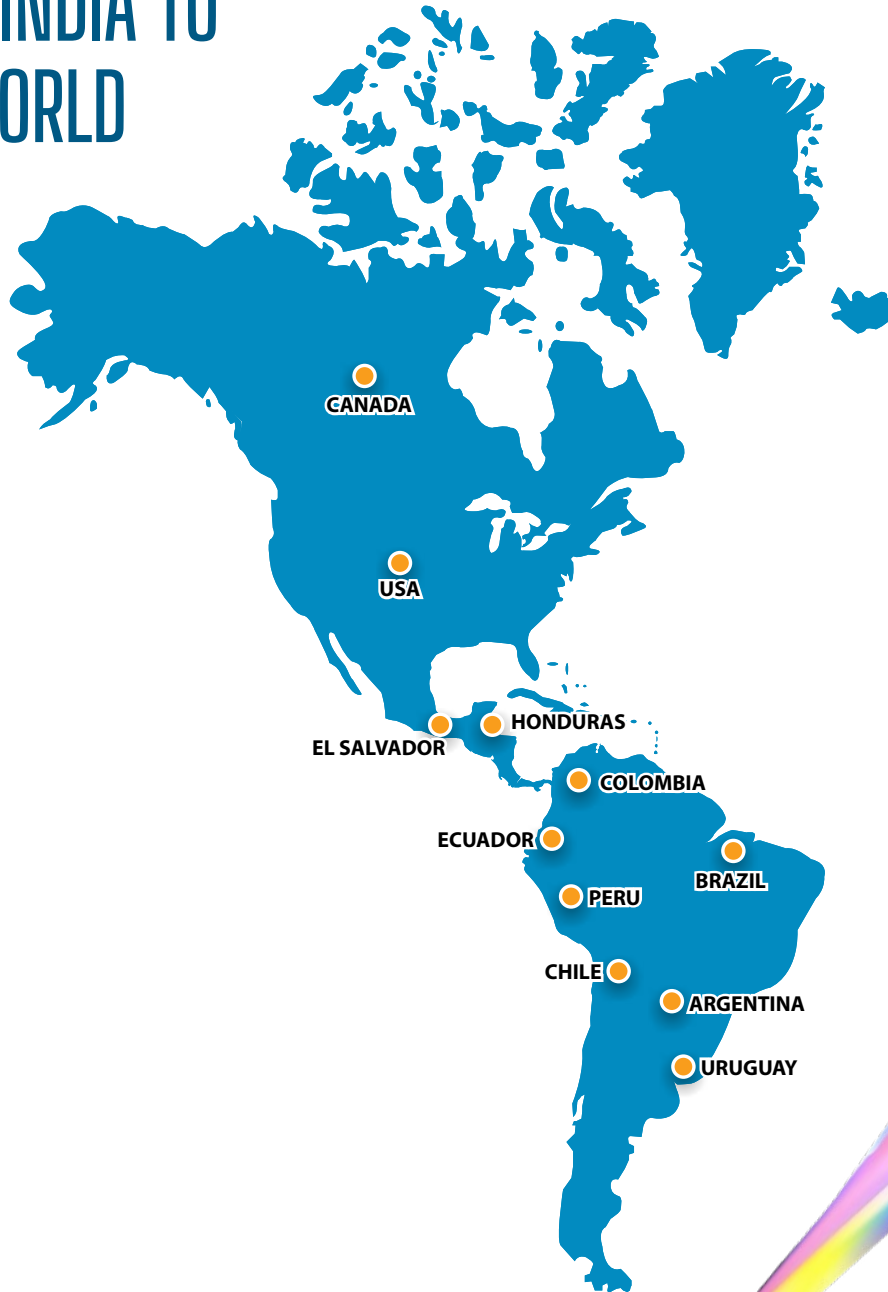 INDIA TO
ORLD
CANADA
USA
HONDURAS
EL SALVADOR
COLOMBIA
ECUADOR
BRAZIL
PERU
CHILE
ARGENTINA
URUGUAY